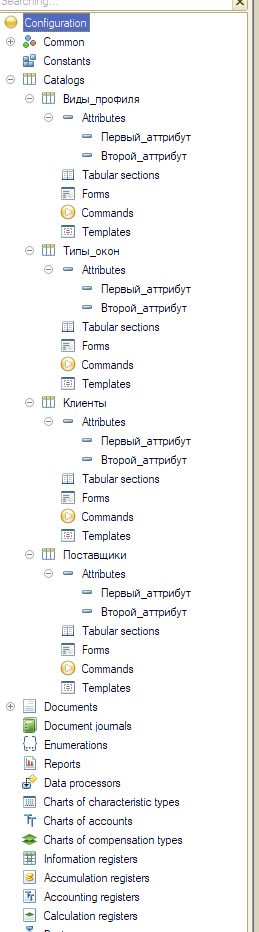 Searching...
Configuration
Common
Constants
Catalogs
Виды_профиля
Attributes
Первый_аттрибут
Второй_аттрибут
Tabular sections
Forms
Commands
Templates
Типы_окон
Attributes
Первый_аттрибут
Второй_аттрибут
Tabular sections
Forms
Commands
Templates
Клиенты
Attributes
Первый_аттрибут
Второй_аттрибут
Tabular sections
Forms
Commands
Templates
Поставщики
Attributes
Первый_аттрибут
Второй_аттрибут
Tabular sections
Forms
Commands
Templates
Documents
Document journals
Enumerations
Reports
Data processors
Charts of characteristic types
Charts of accounts
Charts of compensation types
Information registers
Accumulation registers
Accounting registers
Calculation registers